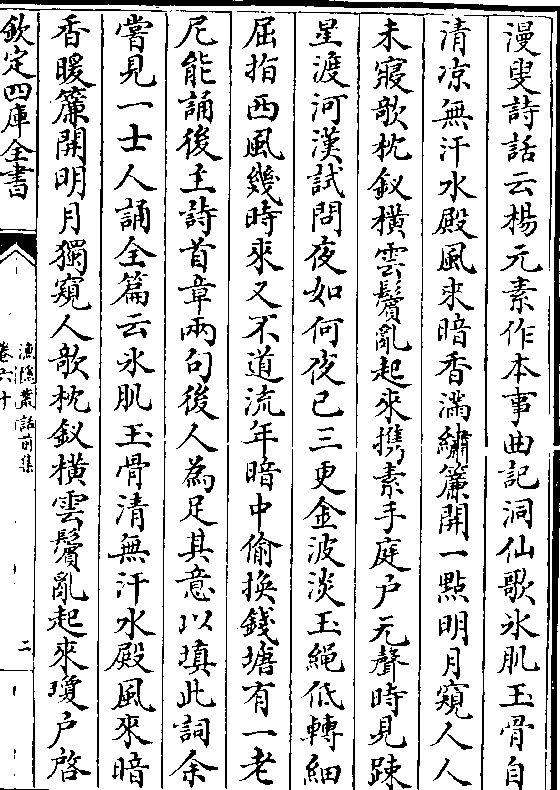 漫叟詩話云楊元素作本事曲記洞仙歌氷肌玉骨自
清凉無汗水殿風來暗香滿繡簾開一點明月窺人人
未寢欹枕釵橫雲鬢亂起來携素手庭户无聲時見踈
星渡河漢試問夜如何夜已三更金波淡玉繩低轉細
屈指西風幾時來又不道流年暗中偷換錢塘有一老
尼能誦後主詩首章兩句後人為足其意以填此詞余
嘗見一士人誦全篇云氷肌玉骨清無汗水殿風來暗
香暖簾開明月獨窺人欹枕釵橫雲鬢亂起來瓊户啓
欽定四庫全書
漁隱叢話前集
卷六十
二